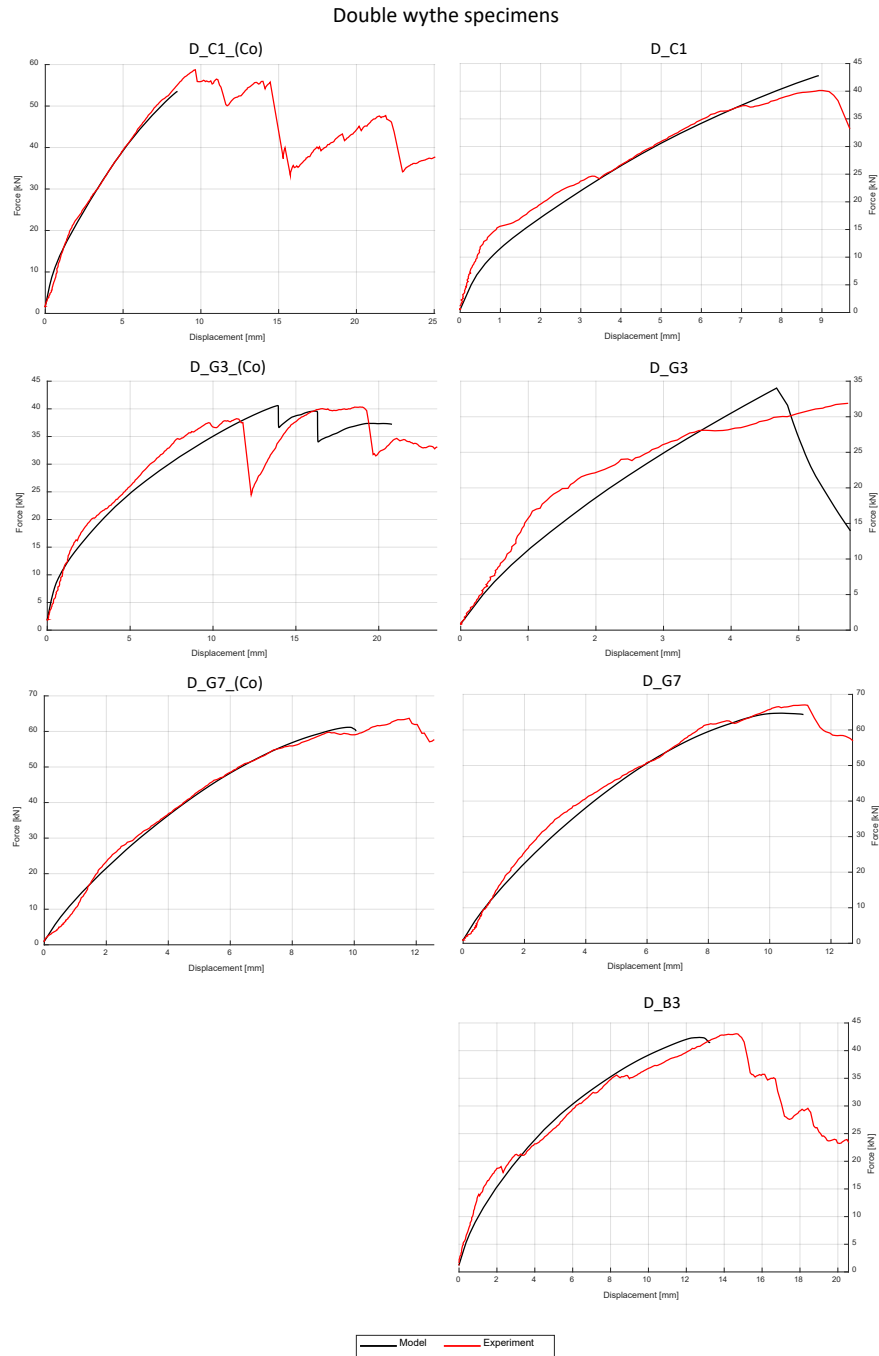 Double wythe specimens
D_C1_(Co)
60
50
40
30
20
10
0
Force [kN]
0 5 10 15 20 25
Displacement [mm]
D_C1
45
40
35
30
25
20
15
10
5
0
Force [kN]
0 1 2 3 4 5 6 7 8 9
Displacement [mm]
D_G3_(Co)
45
40
35
30
25
20
15
10
5
0
Force [kN]
0 5 10 15 20
Displacement [mm]
D_G3
35
30
25
20
15
10
5
0
Force [kN]
0 1 2 3 4 5
Displacement [mm]
D_G7_(Co)
70
60
50
40
30
20
10
0
Force [kN]
0 2 4 6 8 10 12
Displacement [mm]
D_G7
70
60
50
40
30
20
10
0
Force [kN]
0 2 4 6 8 10 12
Displacement [mm]
D_B3
45
40
35
30
25
20
15
10
5
0
Force [kN]
0 2 4 6 8 10 12 14 16 18 20
Displacement [mm]
Model Experiment